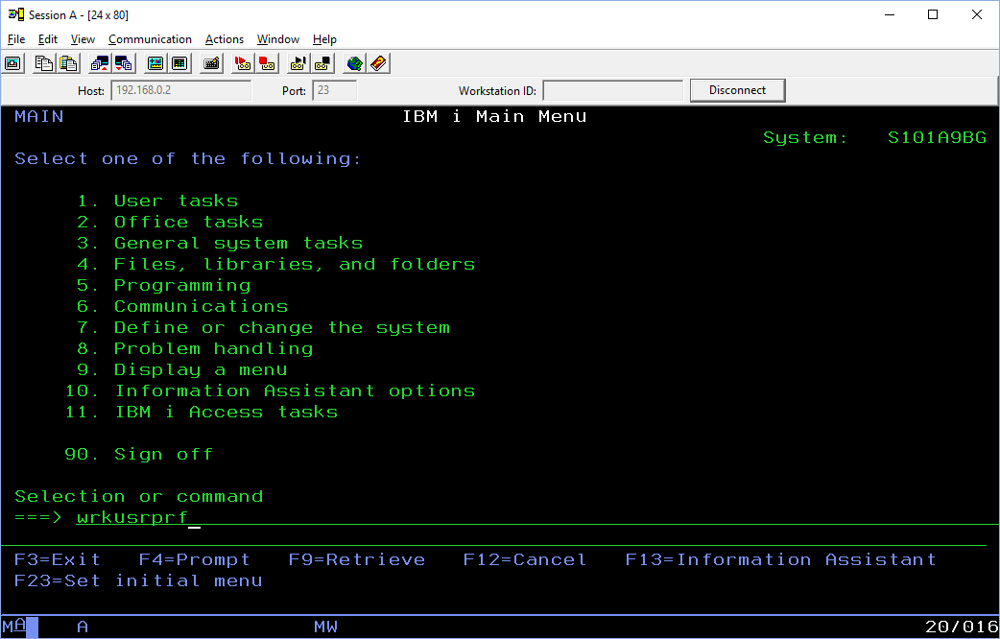 Session A - [24 x 80]
File Edit View Communication Actions Window Help
Host: 192.168.0.2 Port: 23 Workstation ID: Disconnect
MAIN IBM i Main Menu
System: S101A9BG
Select one of the following:
1. User tasks
2. Office tasks
3. General system tasks
4. Files, libraries, and folders
5. Programming
6. Communications
7. Define or change the system
8. Problem handling
9. Display a menu
10. Information Assistant options
11. IBM i Access tasks
90. Sign off
Selection or command
===> wrkusrprf_
F3=Exit F4=Prompt F9=Retrieve F12=Cancel F13=Information Assistant
F23=Set initial menu
MA A MW 20/016